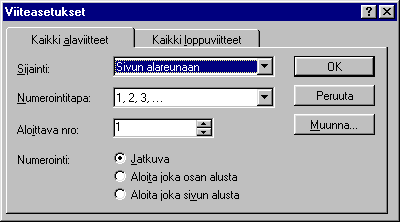 Viiteasetukset
Kaikki alaviitteet Kaikki loppuviitteet
Sijainti: Sivun alareunaan OK
Numerointitapa: 1, 2, 3, ... Peruuta
Aloittava nro: 1 Muunna...
Numerointi: Jatkuva
Aloita joka osan alusta
Aloita joka sivun alusta